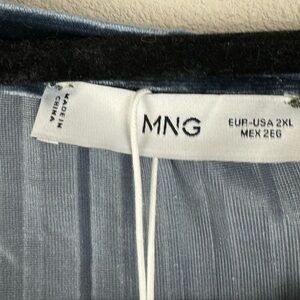 MADE IN
CHINA
MNG
EUR-USA 2XL
MEX 2EG